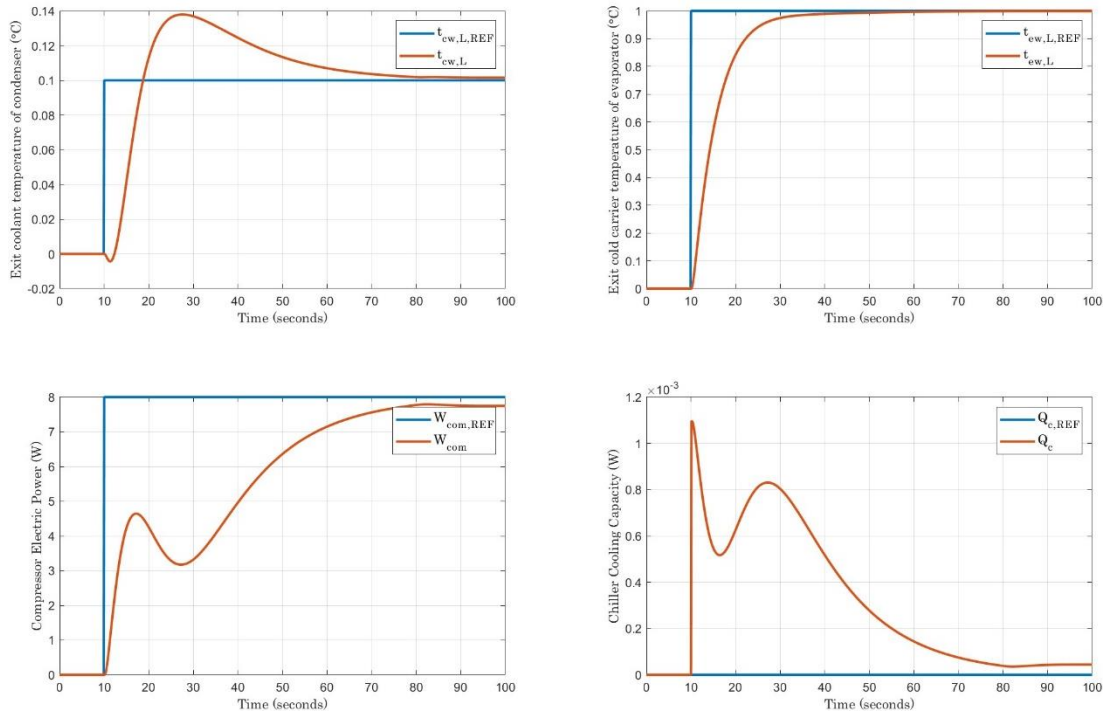 Exit coolant temperature of condenser (°C)
0.14
0.12
0.1
0.08
0.06
0.04
0.02
0
-0.02
t_cw,L,REF
t_cw,L
0 10 20 30 40 50 60 70 80 90 100
Time (seconds)
Exit cold carrier temperature of evaporator (°C)
1
0.9
0.8
0.7
0.6
0.5
0.4
0.3
0.2
0.1
0
t_ew,L,REF
t_ew,L
0 10 20 30 40 50 60 70 80 90 100
Time (seconds)
Compressor Electric Power (W)
8
7
6
5
4
3
2
1
0
W_com,REF
W_com
0 10 20 30 40 50 60 70 80 90 100
Time (seconds)
Chiller Cooling Capacity (W)
×10⁻³
1.2
1
0.8
0.6
0.4
0.2
0
Q_c,REF
Q_c
0 10 20 30 40 50 60 70 80 90 100
Time (seconds)